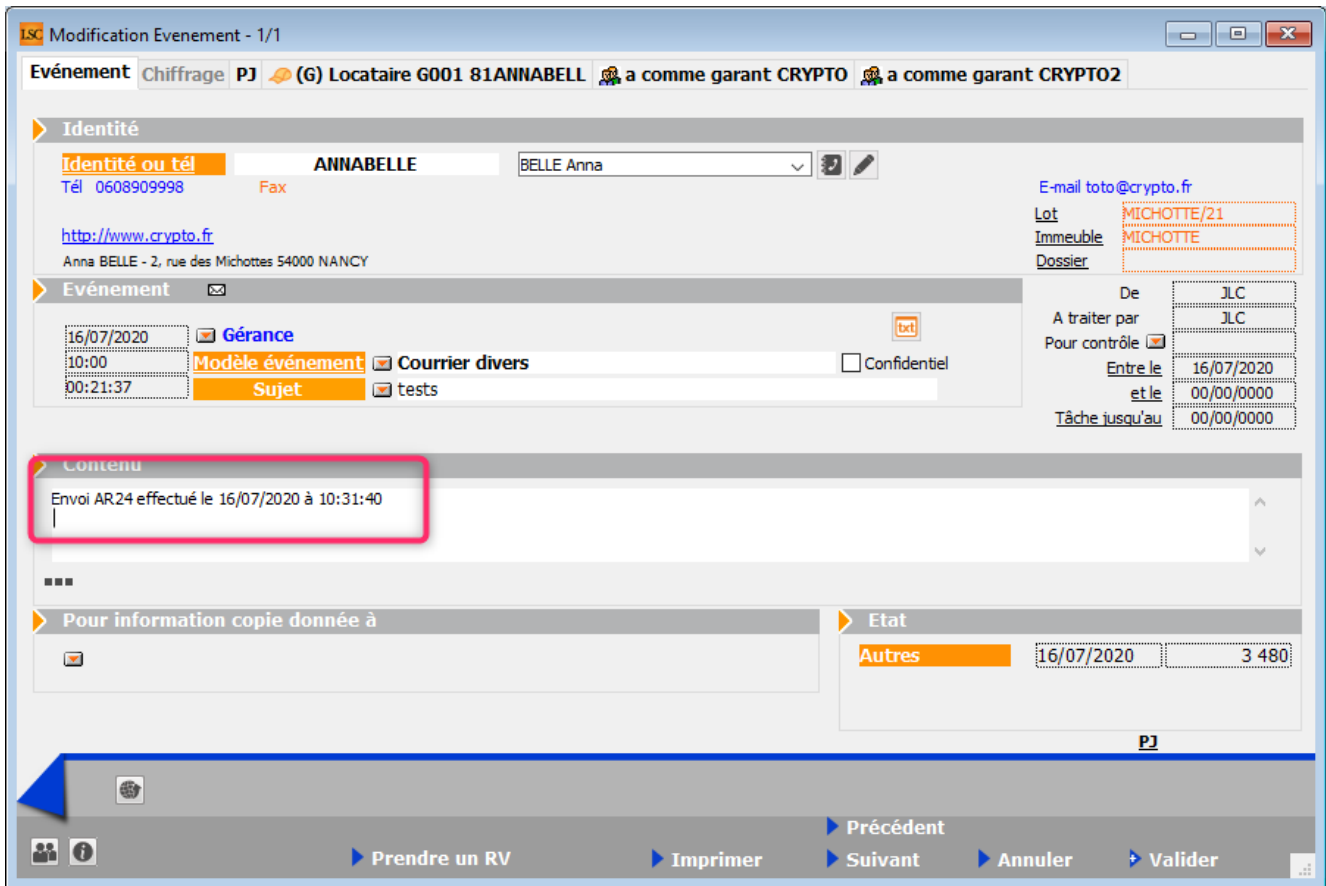 LSC Modification Evenement - 1/1
Evénement Chiffrage PJ (G) Locataire G001 81ANNABELL a comme garant CRYPTO a comme garant CRYPTO2
Identité
Identité ou tél ANNABELLE BELLE Anna
Tél 0608909998 Fax E-mail toto@crypto.fr
Lot MICHOTTE/21
http://www.crypto.fr Immeuble MICHOTTE
Anna BELLE - 2, rue des Michottes 54000 NANCY Dossier
Evénement De JLC
A traiter par JLC
16/07/2020 Gérance txt Pour contrôle
10:00 Modèle événement Courrier divers Confidentiel Entre le 16/07/2020
00:21:37 Sujet tests et le 00/00/0000
Tâche jusqu'au 00/00/0000
Contenu
Envoi AR24 effectué le 16/07/2020 à 10:31:40
Pour information copie donnée à Etat
Autres 16/07/2020 3 480
PJ
Précédent
Prendre un RV Imprimer Suivant Annuler Valider